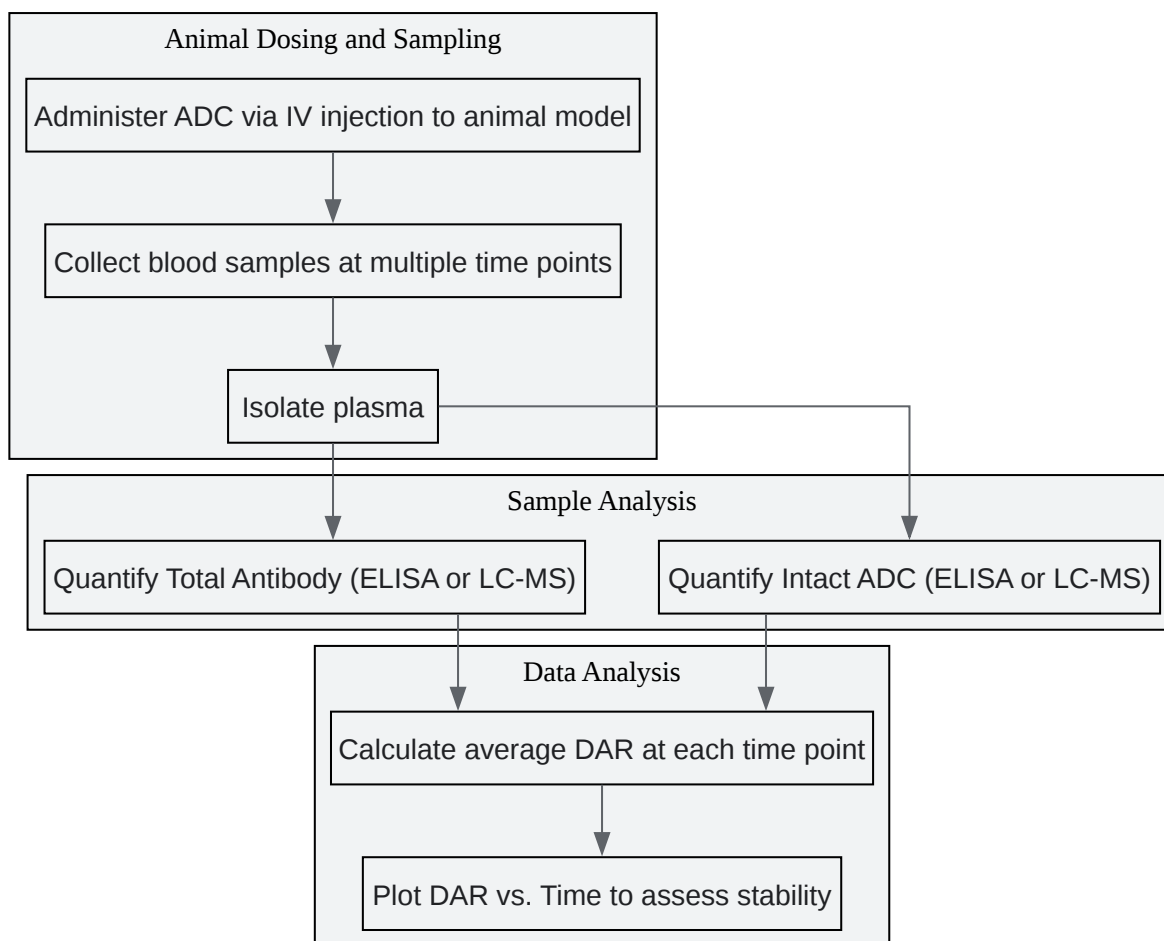 Animal Dosing and Sampling
Administer ADC via IV injection to animal model
Collect blood samples at multiple time points
Isolate plasma
Sample Analysis
Quantify Total Antibody (ELISA or LC-MS)
Quantify Intact ADC (ELISA or LC-MS)
Data Analysis
Calculate average DAR at each time point
Plot DAR vs. Time to assess stability